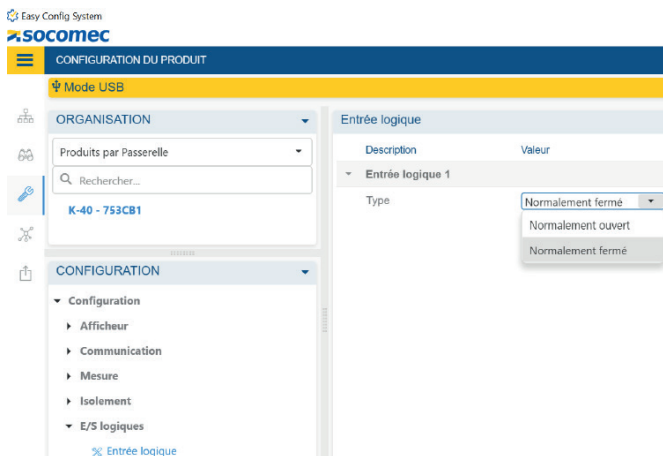 Easy Config System
socomec
CONFIGURATION DU PRODUIT
Mode USB
ORGANISATION
Produits par Passerelle
Rechercher...
K-40 - 753CB1
CONFIGURATION
Configuration
Afficheur
Communication
Mesure
Isolement
E/S logiques
Entrée logique
Entrée logique
Description Valeur
Entrée logique 1
Type Normalement fermé
Normalement ouvert
Normalement fermé